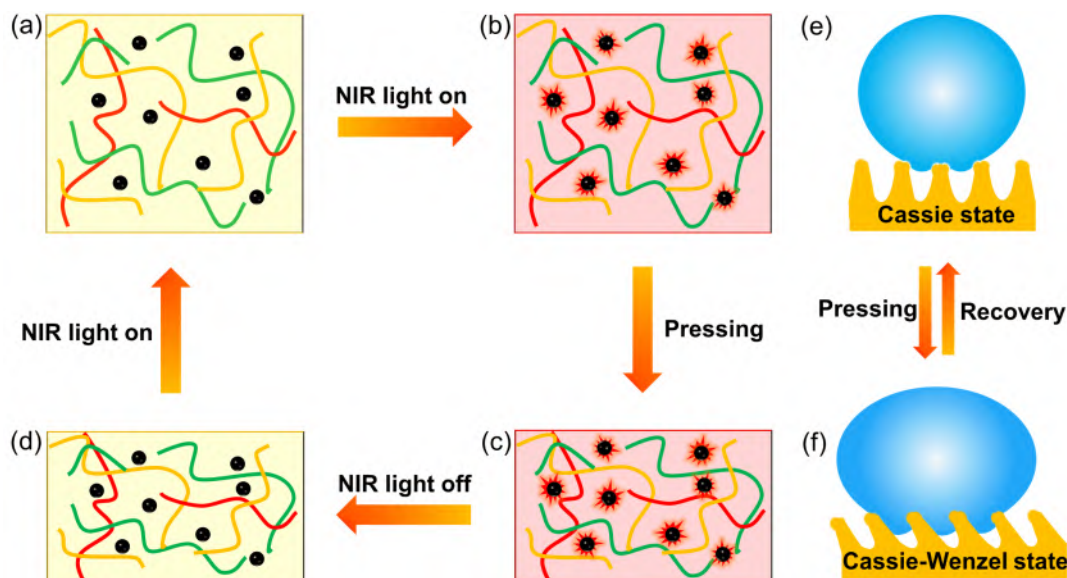 (a)
NIR light on
(b)
(e)
Cassie state
NIR light on
Pressing
Pressing
Recovery
(d)
NIR light off
(c)
(f)
Cassie-Wenzel state